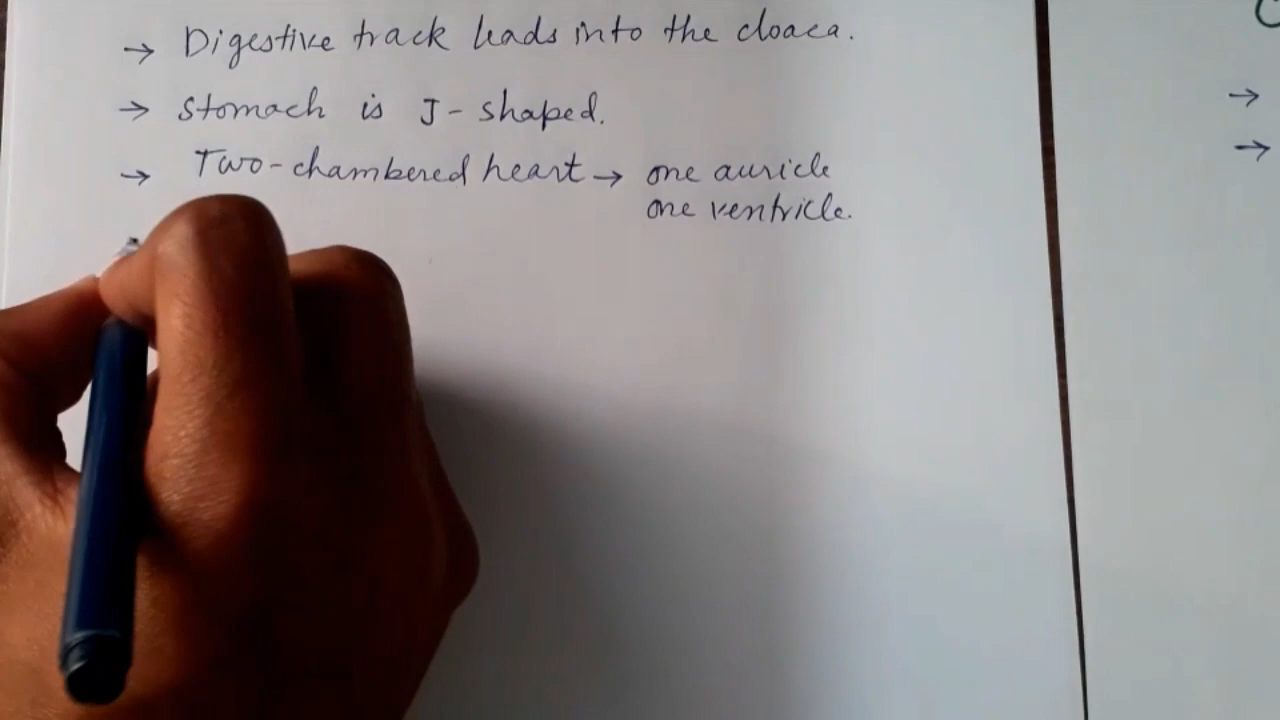 → Digestive track leads into the cloaca.
→ Stomach is J-shaped.
→ Two-chambered heart → one auricle
one ventricle.
→
→